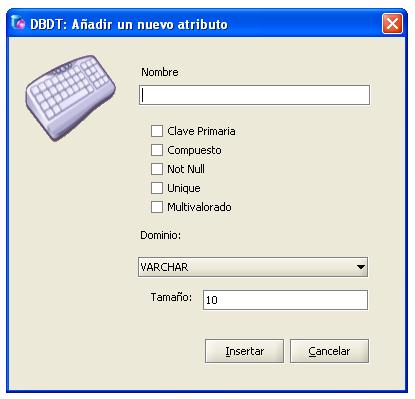 DBDT: Añadir un nuevo atributo
Nombre
Clave Primaria
Compuesto
Not Null
Unique
Multivalorado
Dominio:
VARCHAR
Tamaño: 10
Insertar Cancelar